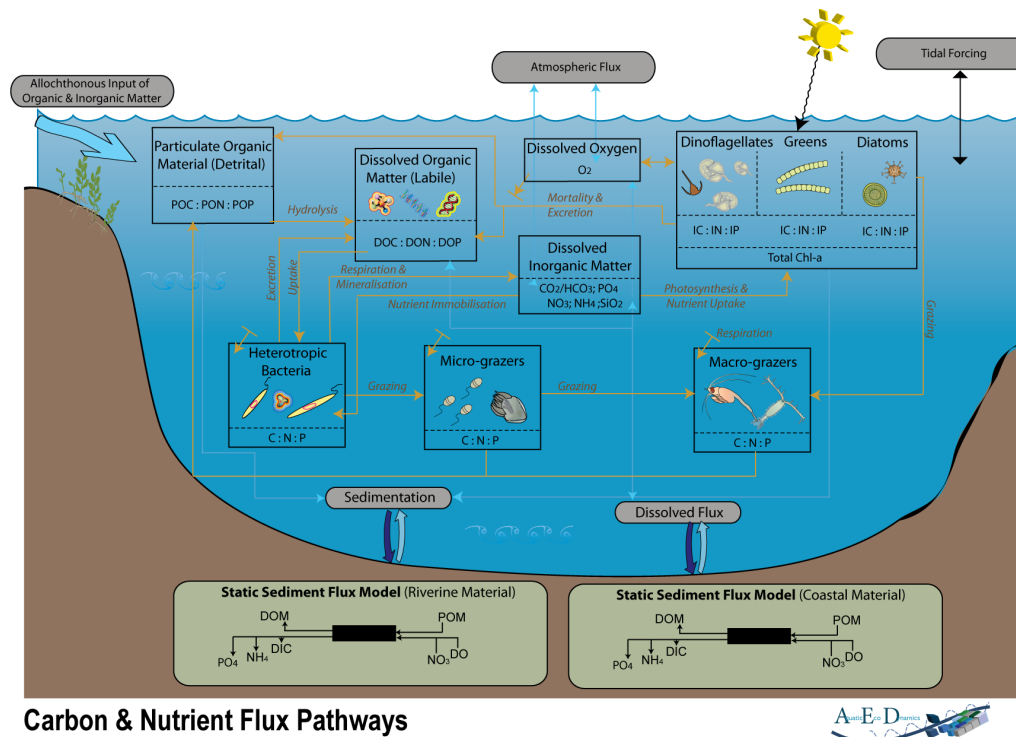 Tidal Forcing
Atmospheric Flux
Allochthonous Input of
Organic & Inorganic Matter
Particulate Organic
Material (Detrital)
POC : PON : POP
Dissolved Organic
Matter (Labile)
DOC : DON : DOP
Dissolved Oxygen
O2
Dinoflagellates
Greens
Diatoms
IC : IN : IP
IC : IN : IP
IC : IN : IP
Total Chl-a
Hydrolysis
Mortality &
Excretion
Dissolved
Inorganic Matter
CO2/HCO3; PO4
NO3; NH4 ;SiO2
Excretion
Uptake
Respiration &
Mineralisation
Nutrient Immobilisation
Photosynthesis &
Nutrient Uptake
Grazing
Respiration
Heterotropic
Bacteria
C : N : P
Grazing
Micro-grazers
C : N : P
Grazing
Macro-grazers
C : N : P
Sedimentation
Dissolved Flux
Static Sediment Flux Model (Riverine Material)
DOM
POM
PO4
NH4
DIC
NO3
DO
Static Sediment Flux Model (Coastal Material)
DOM
POM
PO4
NH4
DIC
NO3
DO
Carbon & Nutrient Flux Pathways
Aquatic Eco Dynamics